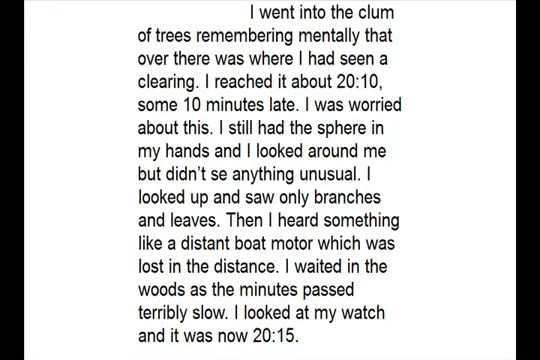 I went into the clum
of trees remembering mentally that
over there was where I had seen a
clearing. I reached it about 20:10,
some 10 minutes late. I was worried
about this. I still had the sphere in
my hands and I looked around me
but didn't se anything unusual. I
looked up and saw only branches
and leaves. Then I heard something
like a distant boat motor which was
lost in the distance. I waited in the
woods as the minutes passed
terribly slow. I looked at my watch
and it was now 20:15.